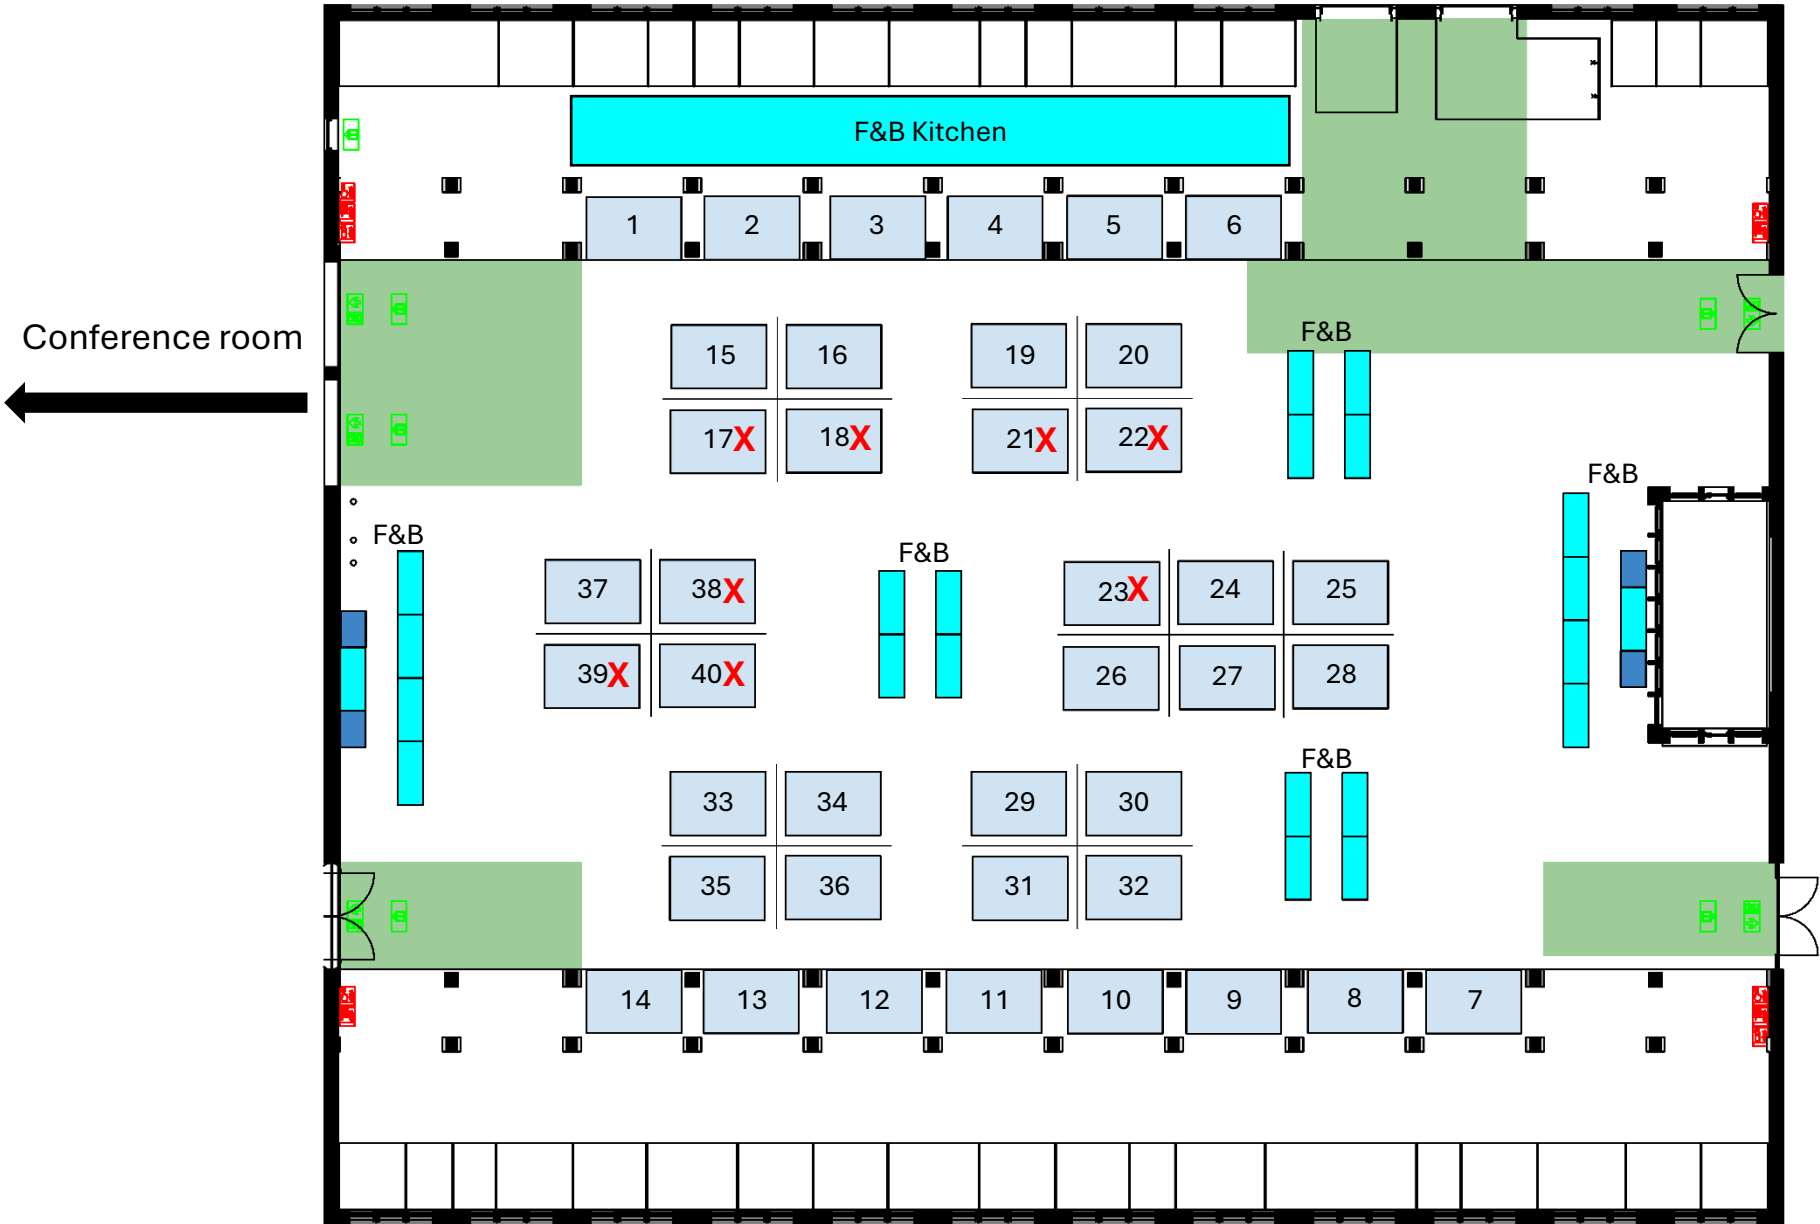 F&B Kitchen
1 2 3 4 5 6
Conference room
F&B
15 16 19 20
17X 18X 21X 22X
F&B
F&B
F&B
37 38X 23X 24 25
39X 40X 26 27 28
F&B
33 34 29 30
35 36 31 32
14 13 12 11 10 9 8 7